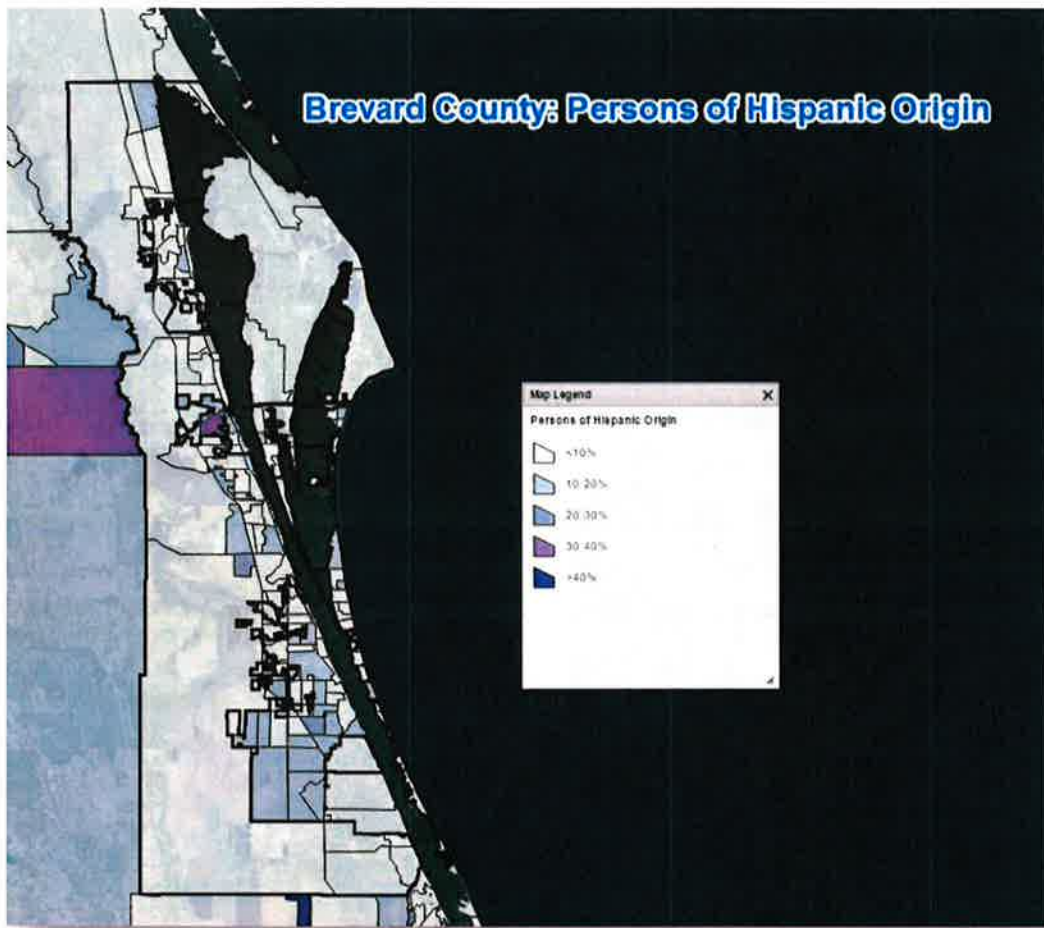 Brevard County: Persons of Hispanic Origin
Map Legend
Persons of Hispanic Origin
<10%
10-20%
20-30%
30-40%
>40%